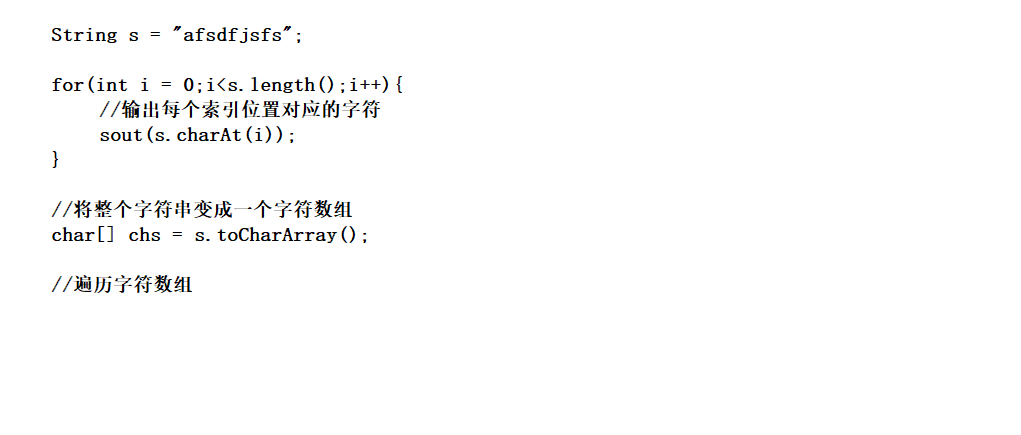 String s = "afsdfjsfs";
for(int i = 0;i<s.length();i++){
//输出每个索引位置对应的字符
sout(s.charAt(i));
}
//将整个字符串变成一个字符数组
char[] chs = s.toCharArray();
//遍历字符数组